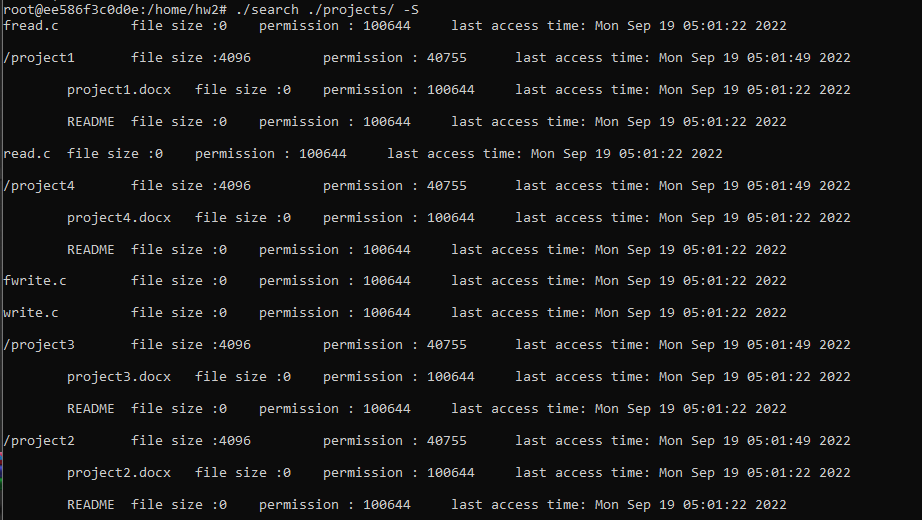 root@ee586f3c0d0e:/home/hw2# ./search ./projects/ -S
fread.c file size :0 permission : 100644 last access time: Mon Sep 19 05:01:22 2022
/project1 file size :4096 permission : 40755 last access time: Mon Sep 19 05:01:49 2022
project1.docx file size :0 permission : 100644 last access time: Mon Sep 19 05:01:22 2022
README file size :0 permission : 100644 last access time: Mon Sep 19 05:01:22 2022
read.c file size :0 permission : 100644 last access time: Mon Sep 19 05:01:22 2022
/project4 file size :4096 permission : 40755 last access time: Mon Sep 19 05:01:49 2022
project4.docx file size :0 permission : 100644 last access time: Mon Sep 19 05:01:22 2022
README file size :0 permission : 100644 last access time: Mon Sep 19 05:01:22 2022
fwrite.c file size :0 permission : 100644 last access time: Mon Sep 19 05:01:22 2022
write.c file size :0 permission : 100644 last access time: Mon Sep 19 05:01:22 2022
/project3 file size :4096 permission : 40755 last access time: Mon Sep 19 05:01:49 2022
project3.docx file size :0 permission : 100644 last access time: Mon Sep 19 05:01:22 2022
README file size :0 permission : 100644 last access time: Mon Sep 19 05:01:22 2022
/project2 file size :4096 permission : 40755 last access time: Mon Sep 19 05:01:49 2022
project2.docx file size :0 permission : 100644 last access time: Mon Sep 19 05:01:22 2022
README file size :0 permission : 100644 last access time: Mon Sep 19 05:01:22 2022